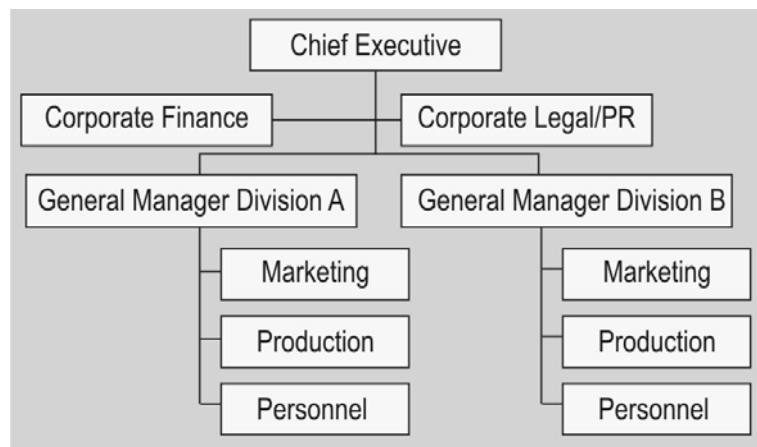 Chief Executive
Corporate Finance
Corporate Legal/PR
General Manager Division A
General Manager Division B
Marketing
Marketing
Production
Production
Personnel
Personnel